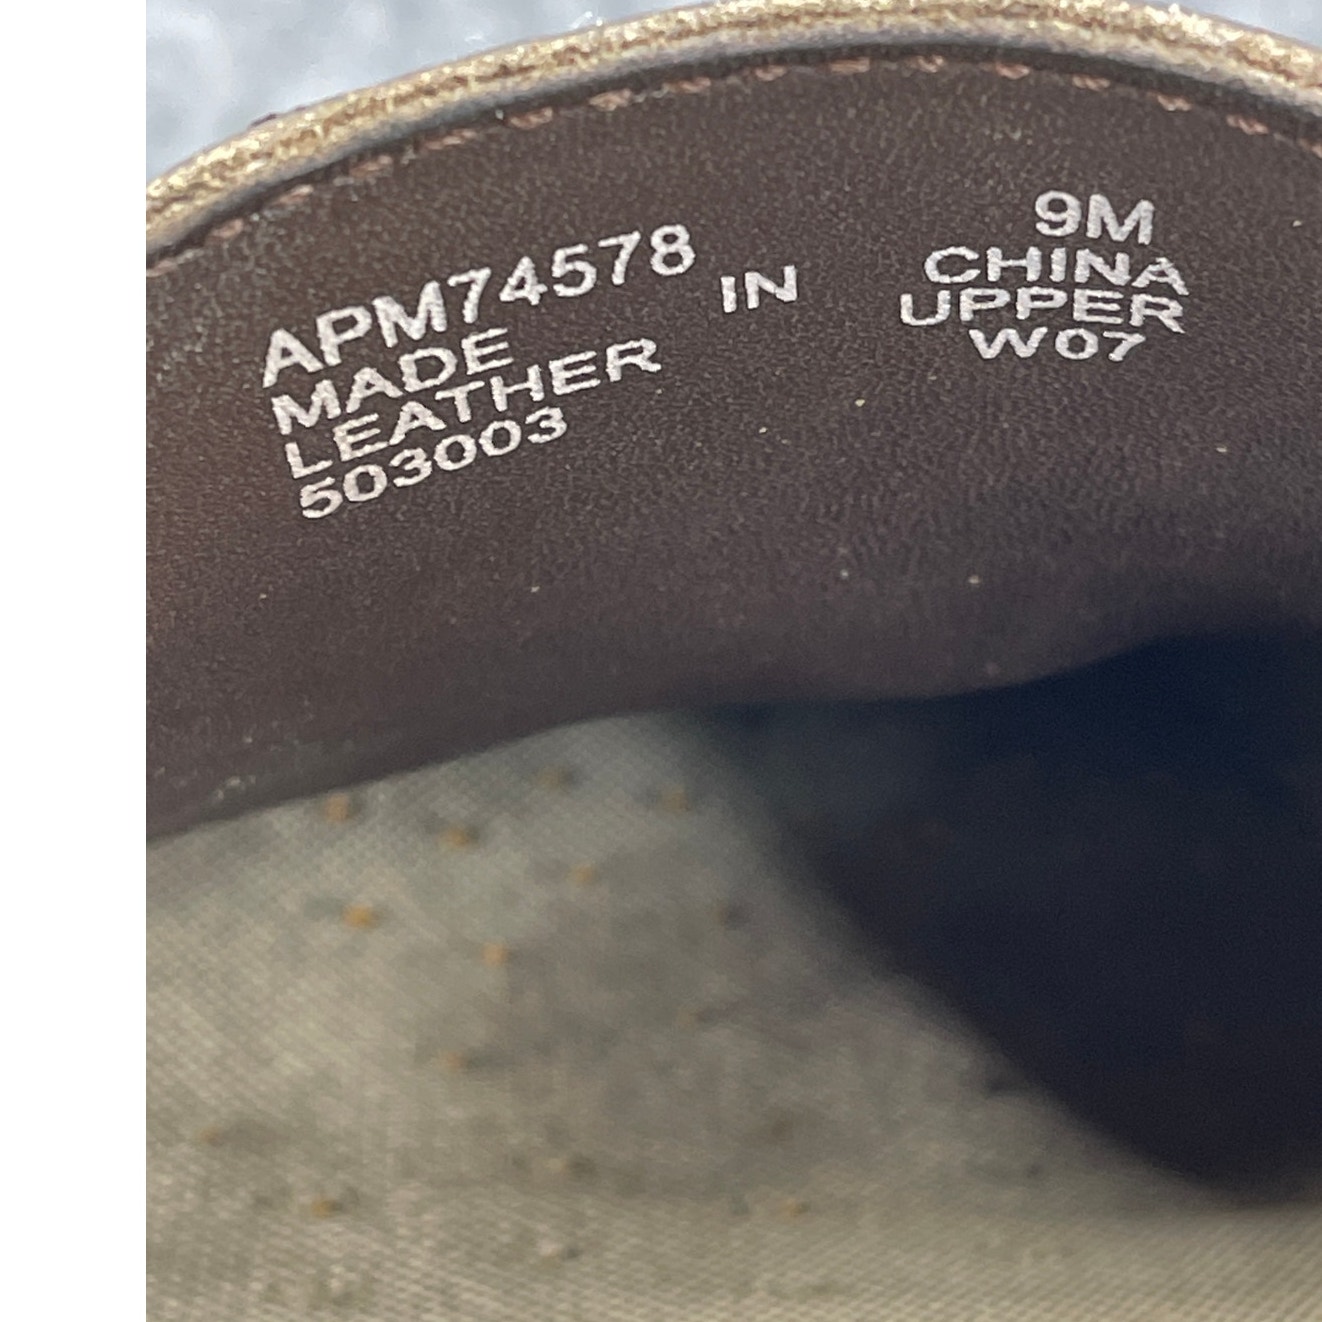 APM74578 9M
MADE IN CHINA
LEATHER UPPER
503003 W07